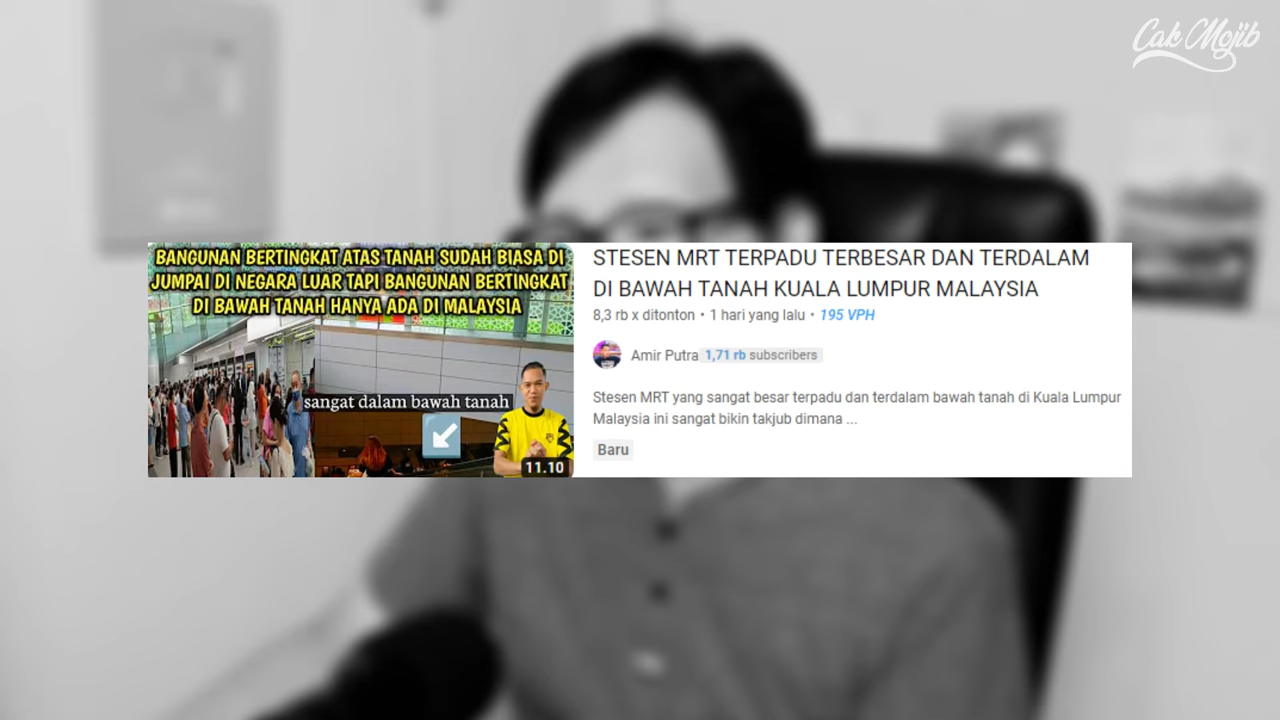 Cak Mojib
BANGUNAN BERTINGKAT ATAS TANAH SUDAH BIASA DI
JUMPAI DI NEGARA LUAR TAPI BANGUNAN BERTINGKAT
DI BAWAH TANAH HANYA ADA DI MALAYSIA
sangat dalam bawah tanah
11.10
STESEN MRT TERPADU TERBESAR DAN TERDALAM
DI BAWAH TANAH KUALA LUMPUR MALAYSIA
8,3 rb x ditonton • 1 hari yang lalu • 195 VPH
Amir Putra 1,71 rb subscribers
Stesen MRT yang sangat besar terpadu dan terdalam bawah tanah di Kuala Lumpur
Malaysia ini sangat bikin takjub dimana ...
Baru